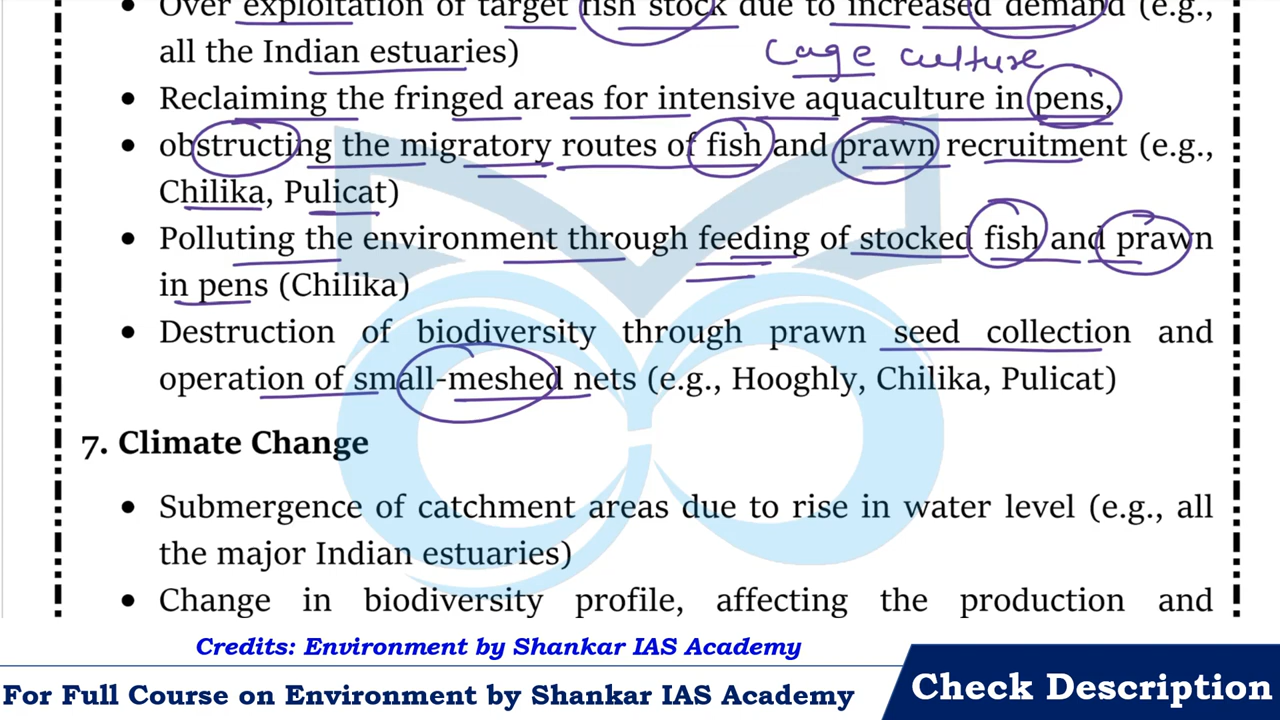 Over exploitation of target fish stock due to increased demand (e.g.,
all the Indian estuaries)
Cage culture
• Reclaiming the fringed areas for intensive aquaculture in pens,
• obstructing the migratory routes of fish and prawn recruitment (e.g.,
Chilika, Pulicat)
• Polluting the environment through feeding of stocked fish and prawn
in pens (Chilika)
• Destruction of biodiversity through prawn seed collection and
operation of small-meshed nets (e.g., Hooghly, Chilika, Pulicat)
7. Climate Change
• Submergence of catchment areas due to rise in water level (e.g., all
the major Indian estuaries)
• Change in biodiversity profile, affecting the production and
Credits: Environment by Shankar IAS Academy
For Full Course on Environment by Shankar IAS Academy
Check Description